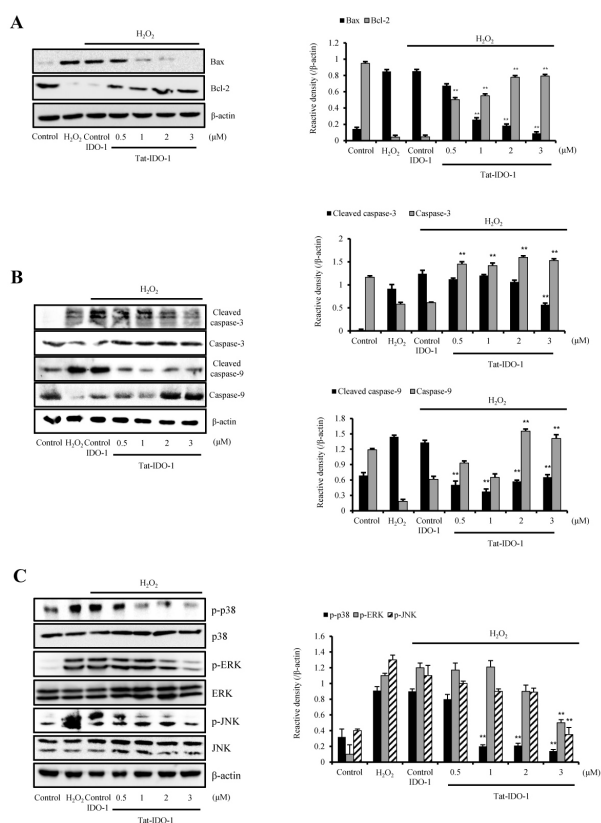 A
H₂O₂
Bax
Bcl-2
β-actin
Control H₂O₂ Control IDO-1 0.5 1 2 3 (μM)
Tat-IDO-1
Bax Bcl-2
H₂O₂
Reactive density (/β-actin)
1.2
1
0.8
0.6
0.4
0.2
0
** ** ** ** ** ** **
Control H₂O₂ Control IDO-1 0.5 1 2 3 (μM)
Tat-IDO-1
B
H₂O₂
Cleaved caspase-3
Caspase-3
Cleaved caspase-9
Caspase-9
β-actin
Control H₂O₂ Control IDO-1 0.5 1 2 3 (μM)
Tat-IDO-1
Cleaved caspase-3 Caspase-3
H₂O₂
Reactive density (/β-actin)
2
1.5
1
0.5
0
** ** ** ** **
Control H₂O₂ Control IDO-1 0.5 1 2 3 (μM)
Tat-IDO-1
Cleaved caspase-9 Caspase-9
H₂O₂
Reactive density (/β-actin)
1.8
1.5
1.2
0.9
0.6
0.3
0
** ** ** ** ** **
Control H₂O₂ Control IDO-1 0.5 1 2 3 (μM)
Tat-IDO-1
C
H₂O₂
p-p38
p38
p-ERK
ERK
p-JNK
JNK
β-actin
Control H₂O₂ Control IDO-1 0.5 1 2 3 (μM)
Tat-IDO-1
p-p38 p-ERK p-JNK
H₂O₂
Reactive density (/β-actin)
1.6
1.4
1.2
1
0.8
0.6
0.4
0.2
0
** ** ** ** **
Control H₂O₂ Control IDO-1 0.5 1 2 3 (μM)
Tat-IDO-1